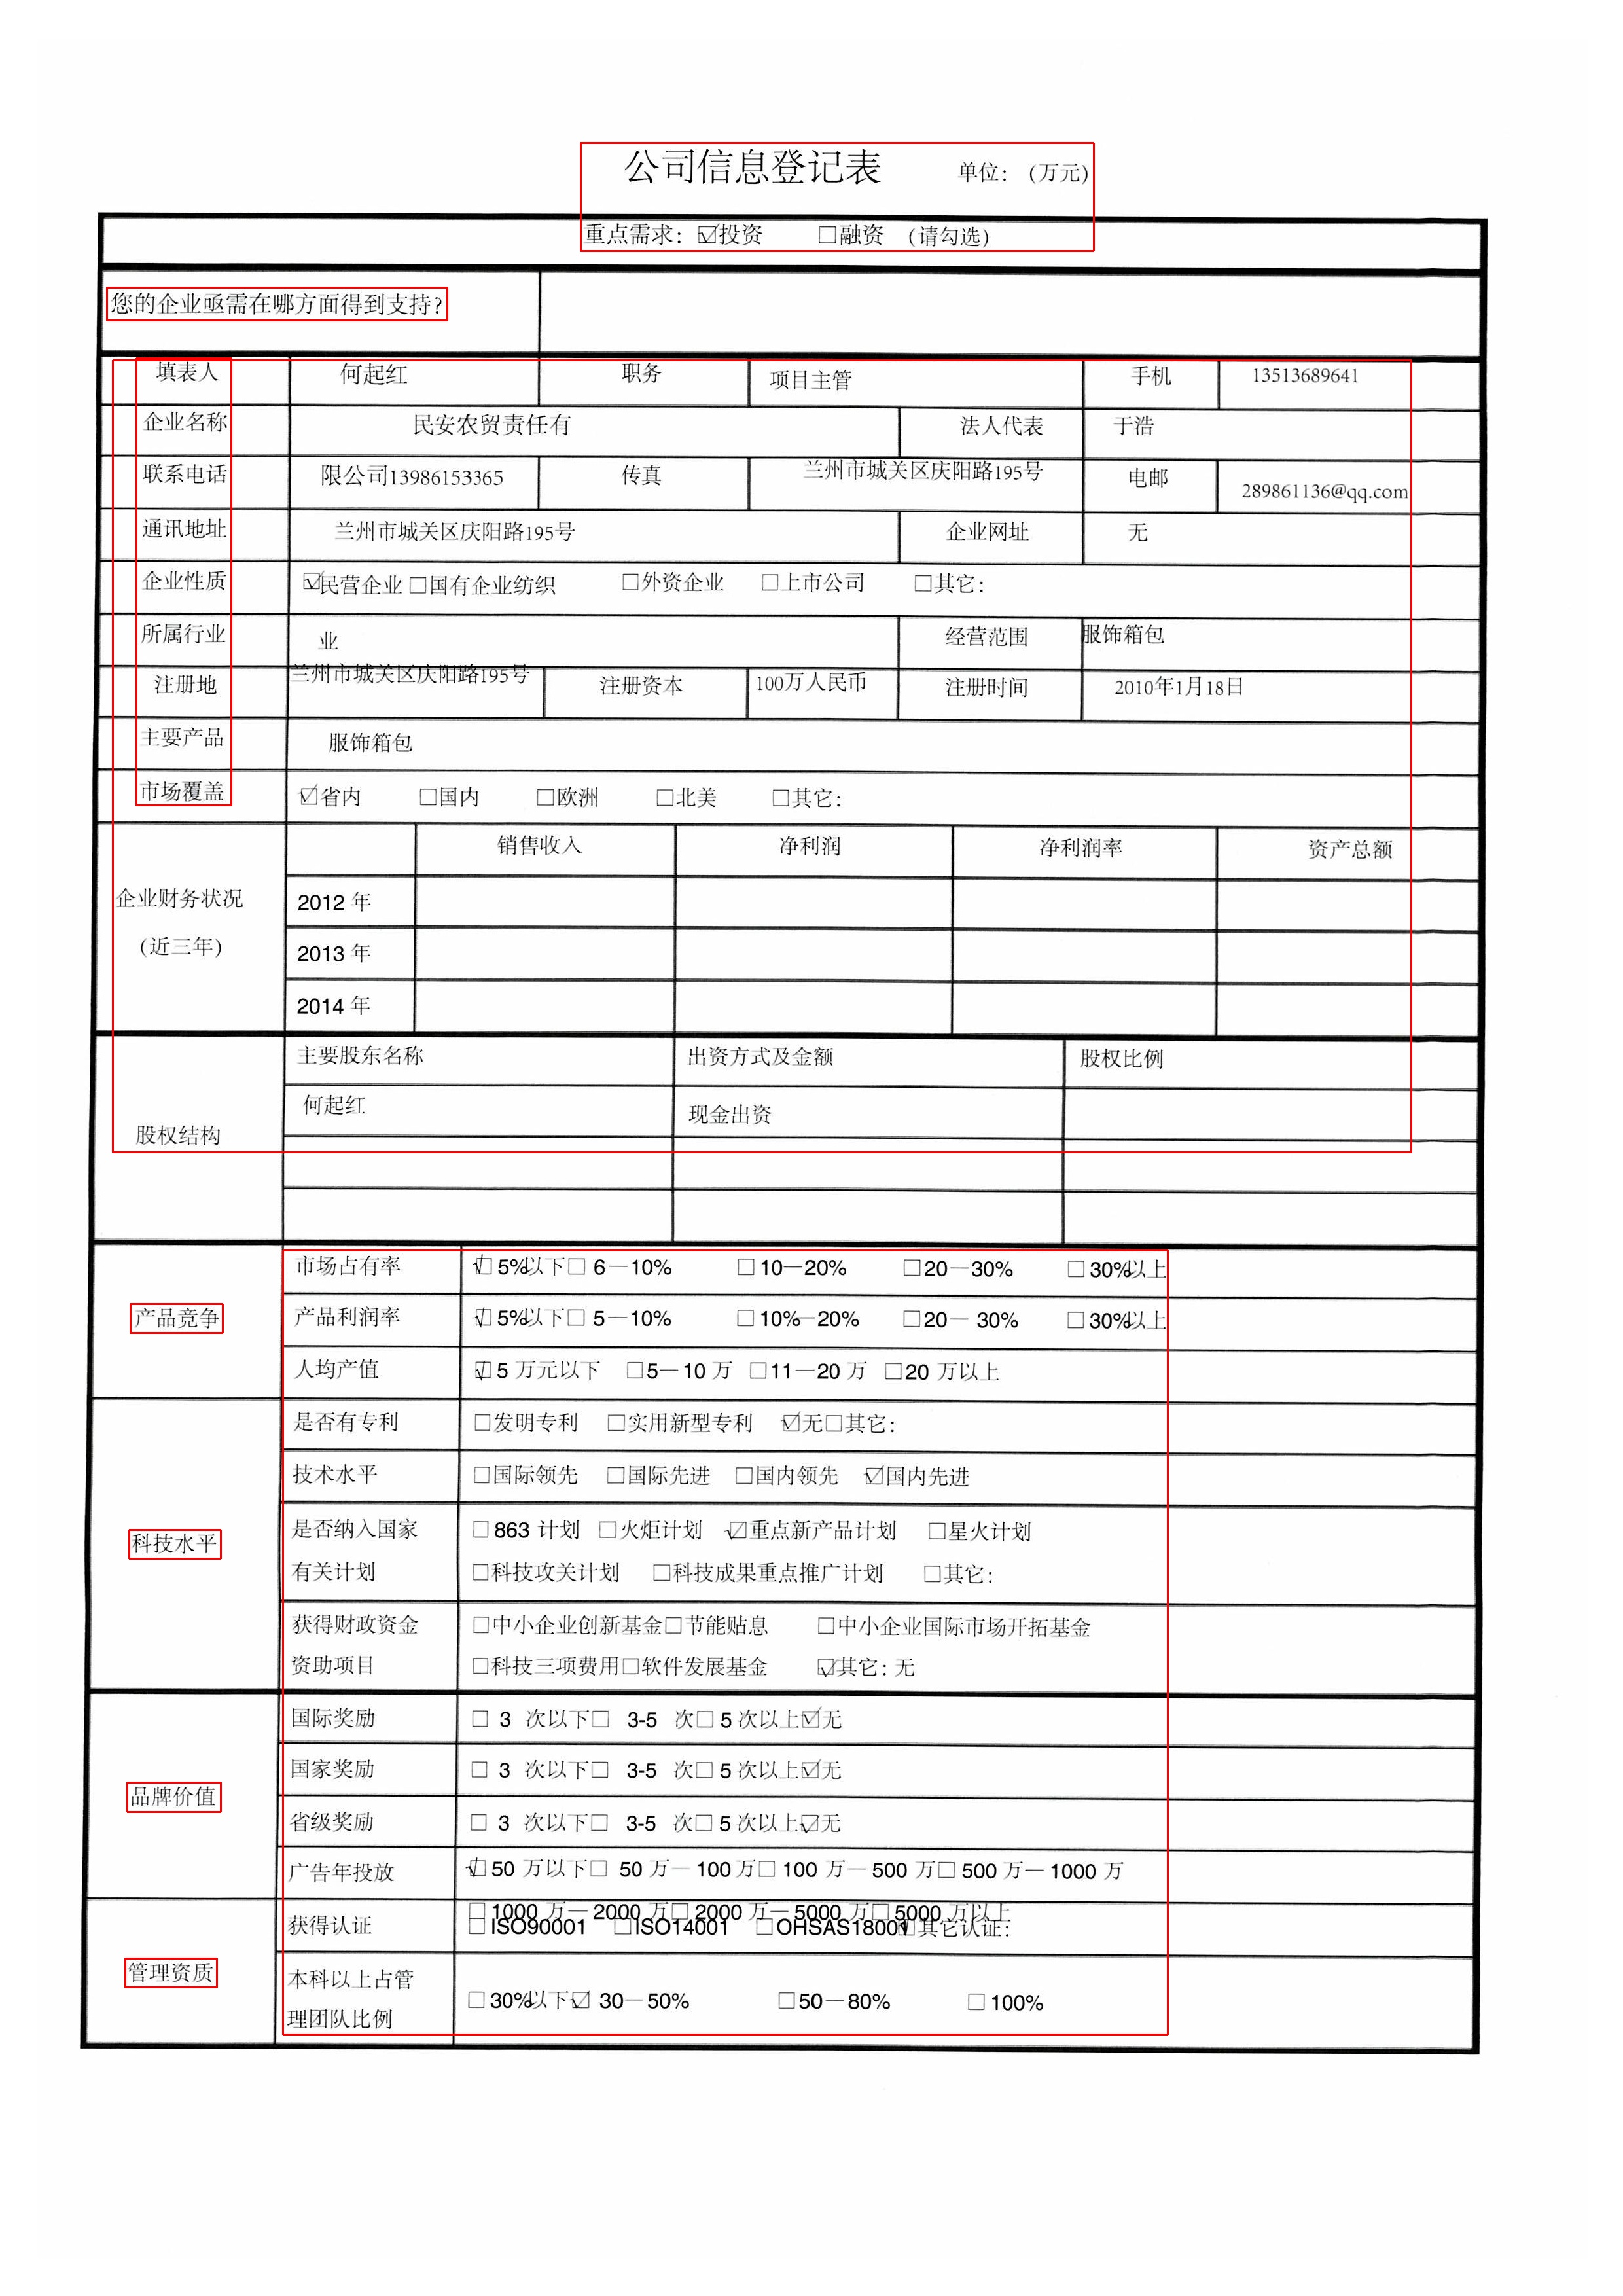 公司信息登记表 单位：(万元)
重点需求：☑投资 □融资 (请勾选)
您的企业亟需在哪方面得到支持?
填表人 何起红 职务 项目主管 手机 13513689641
企业名称 民安农贸责任有 法人代表 于浩
联系电话 限公司13986153365 传真 兰州市城关区庆阳路195号 电邮 289861136@qq.com
通讯地址 兰州市城关区庆阳路195号 企业网址 无
企业性质 ☑民营企业 □国有企业纺织 □外资企业 □上市公司 □其它：
所属行业 业 经营范围 服饰箱包
注册地 兰州市城关区庆阳路195号 注册资本 100万人民币 注册时间 2010年1月18日
主要产品 服饰箱包
市场覆盖 ☑省内 □国内 □欧洲 □北美 □其它：
销售收入 净利润 净利润率 资产总额
企业财务状况
(近三年)
2012 年
2013 年
2014 年
主要股东名称 出资方式及金额 股权比例
何起红 现金出资
股权结构
产品竞争
市场占有率 ☑5%以下□ 6—10% □10—20% □20—30% □30%以上
产品利润率 ☑5%以下□ 5—10% □10%—20% □20— 30% □30%以上
人均产值 ☑5 万元以下 □5— 10 万 □11—20 万 □20 万以上
科技水平
是否有专利 □发明专利 □实用新型专利 ☑无□其它：
技术水平 □国际领先 □国际先进 □国内领先 ☑国内先进
是否纳入国家 □863 计划 □火炬计划 ☑重点新产品计划 □星火计划
有关计划 □科技攻关计划 □科技成果重点推广计划 □其它：
获得财政资金 □中小企业创新基金□节能贴息 □中小企业国际市场开拓基金
资助项目 □科技三项费用□软件发展基金 ☑其它：无
品牌价值
国际奖励 □ 3 次以下□ 3-5 次□ 5 次以上☑无
国家奖励 □ 3 次以下□ 3-5 次□ 5 次以上☑无
省级奖励 □ 3 次以下□ 3-5 次□ 5 次以上☑无
广告年投放 ☑50 万以下□ 50 万— 100 万□ 100 万— 500 万□ 500 万— 1000 万
□ 1000 万— 2000 万□ 2000 万— 5000 万□ 5000 万以上
管理资质
获得认证 □ISO90001 □ISO14001 □OHSAS18001☑其它认证：
本科以上占管
理团队比例
□30%以下☑ 30—50% □50—80% □100%